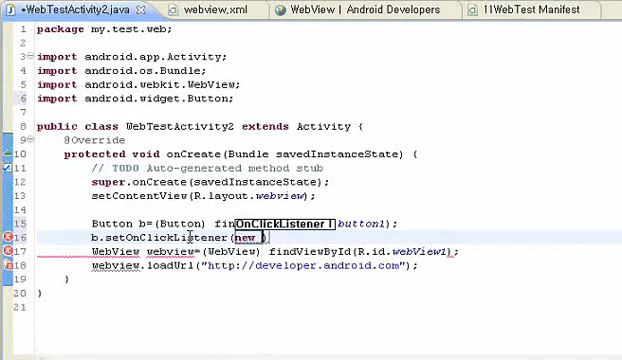 *WebTestActivity2.java
webview.xml
WebView | Android Developers
11WebTest Manifest
1 package my.test.web;
2
3 import android.app.Activity;
4 import android.os.Bundle;
5 import android.webkit.WebView;
6 import android.widget.Button;
7
8 public class WebTestActivity2 extends Activity {
9 @Override
10 protected void onCreate(Bundle savedInstanceState) {
11 // TODO Auto-generated method stub
12 super.onCreate(savedInstanceState);
13 setContentView(R.layout.webview);
14
15 Button b=(Button) fin OnClickListener l button1);
16 b.setOnClickListener(new )
17 WebView webview=(WebView) findViewById(R.id.webView1);
18 webview.loadUrl("http://developer.android.com");
19 }
20 }
21